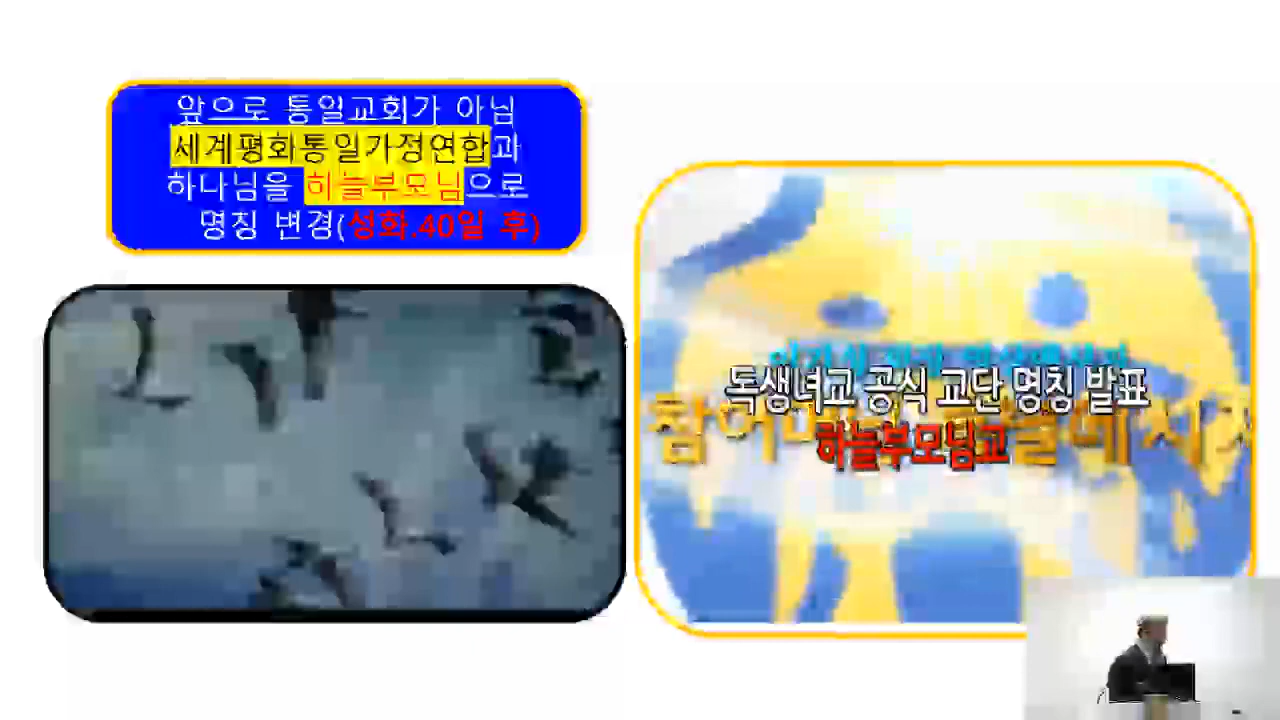 앞으로 통일교회가 아님
세계평화통일가정연합과
하나님을 하늘부모님으로
명칭 변경(성화.40일 후)
독생녀교 공식 교단 명칭 발표
하늘부모님교